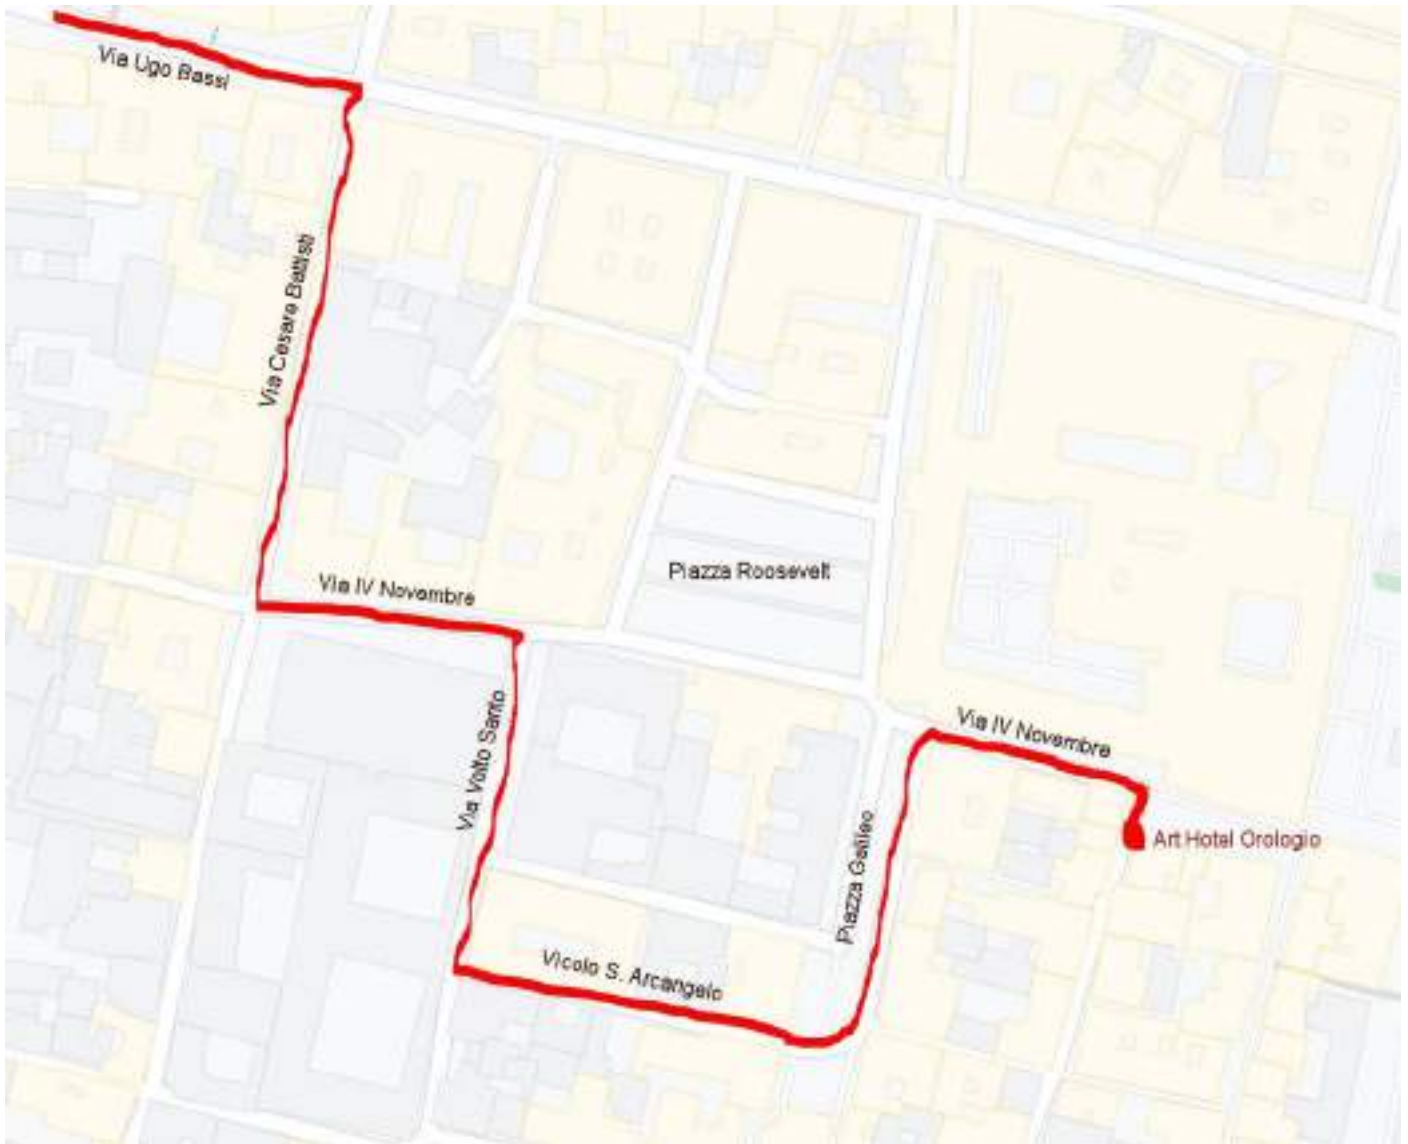 Via Ugo Bassi
Via Cesare Battisti
Via IV Novembre
Piazza Roosevelt
Via Volto Santo
Via IV Novembre
Art Hotel Orologio
Piazza Galileo
Vicolo S. Arcangelo